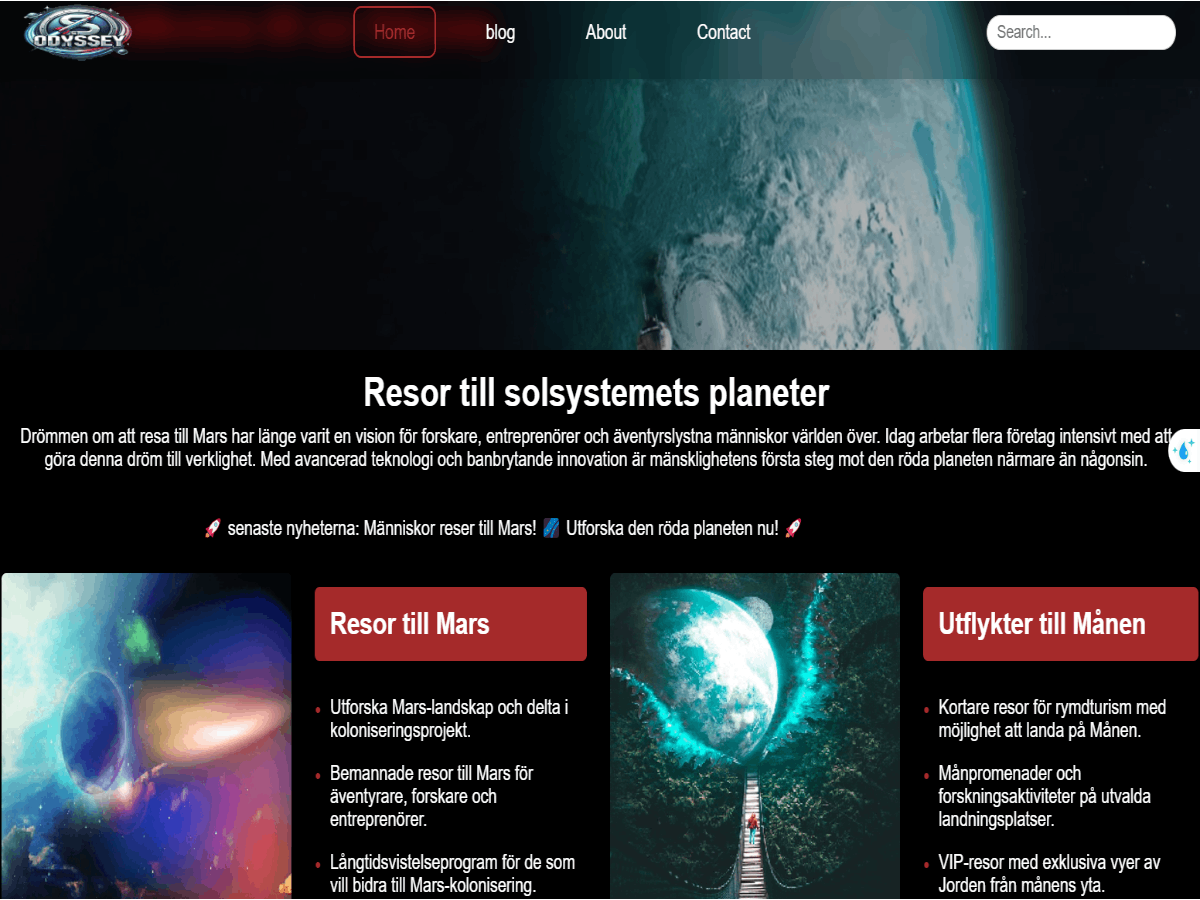 ODYSSEY
Home
blog
About
Contact
Search...
Resor till solsystemets planeter
Drömmen om att resa till Mars har länge varit en vision för forskare, entreprenörer och äventyrslystna människor världen över. Idag arbetar flera företag intensivt med att
göra denna dröm till verklighet. Med avancerad teknologi och banbrytande innovation är mänsklighetens första steg mot den röda planeten närmare än någonsin.
🚀 senaste nyheterna: Människor reser till Mars! 🌌 Utforska den röda planeten nu! 🚀
Resor till Mars
Utforska Mars-landskap och delta i
koloniseringsprojekt.
Bemannade resor till Mars för
äventyrare, forskare och
entreprenörer.
Långtidsvistelseprogram för de som
vill bidra till Mars-kolonisering.
Utflykter till Månen
Kortare resor för rymdturism med
möjlighet att landa på Månen.
Månpromenader och
forskningsaktiviteter på utvalda
landningsplatser.
VIP-resor med exklusiva vyer av
Jorden från månens yta.